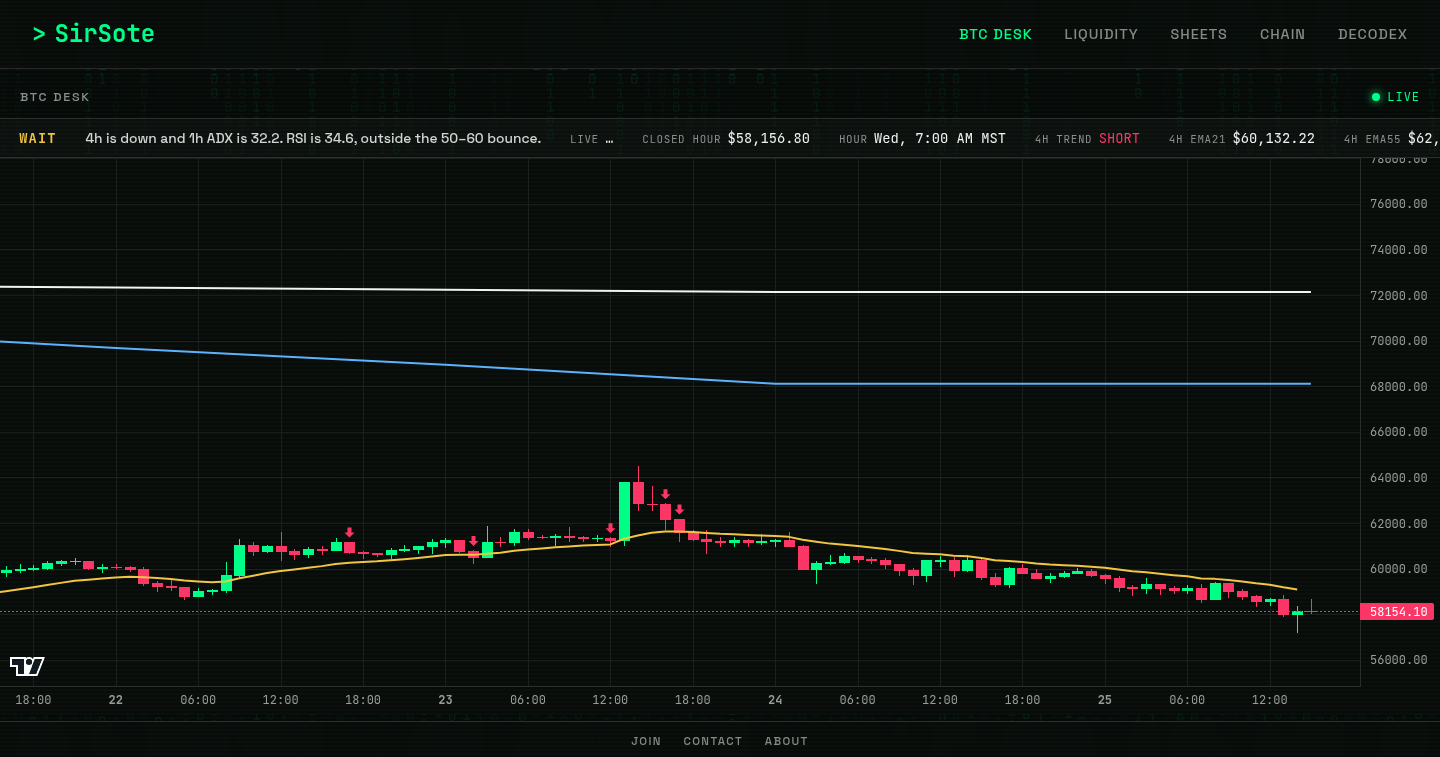 > SirSote
BTC DESK LIQUIDITY SHEETS CHAIN DECODEX
BTC DESK
LIVE
WAIT 4h is down and 1h ADX is 32.2. RSI is 34.6, outside the 50–60 bounce. LIVE … CLOSED HOUR $58,156.80 HOUR Wed, 7:00 AM MST 4H TREND SHORT 4H EMA21 $60,132.22 4H EMA55 $62,
78000.00
76000.00
74000.00
72000.00
70000.00
68000.00
66000.00
64000.00
62000.00
60000.00
58154.10
56000.00
18:00 22 06:00 12:00 18:00 23 06:00 12:00 18:00 24 06:00 12:00 18:00 25 06:00 12:00
JOIN CONTACT ABOUT